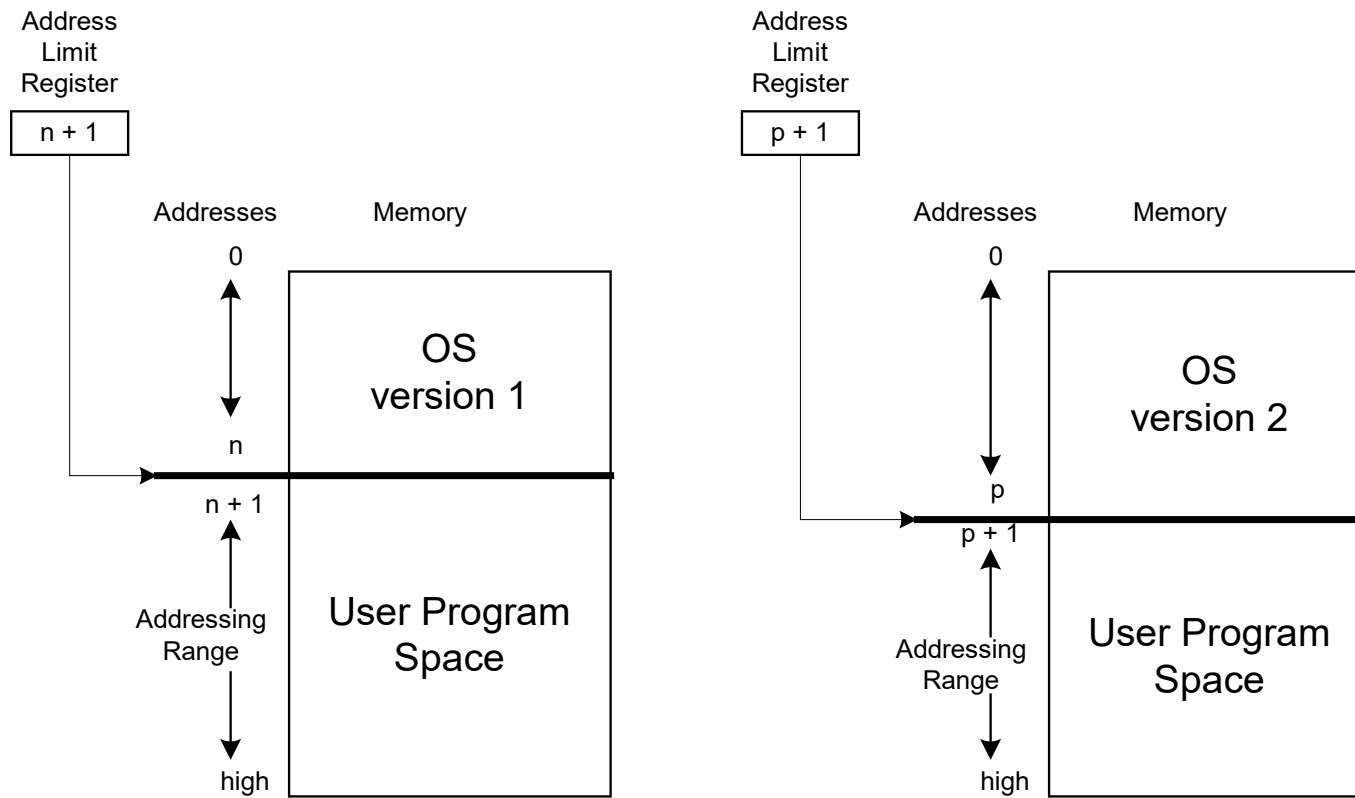 Address
Limit
Register
n + 1
Addresses
Memory
0
OS
version 1
n
n + 1
Addressing
Range
User Program
Space
high
Address
Limit
Register
p + 1
Addresses
Memory
0
OS
version 2
p
p + 1
Addressing
Range
User Program
Space
high